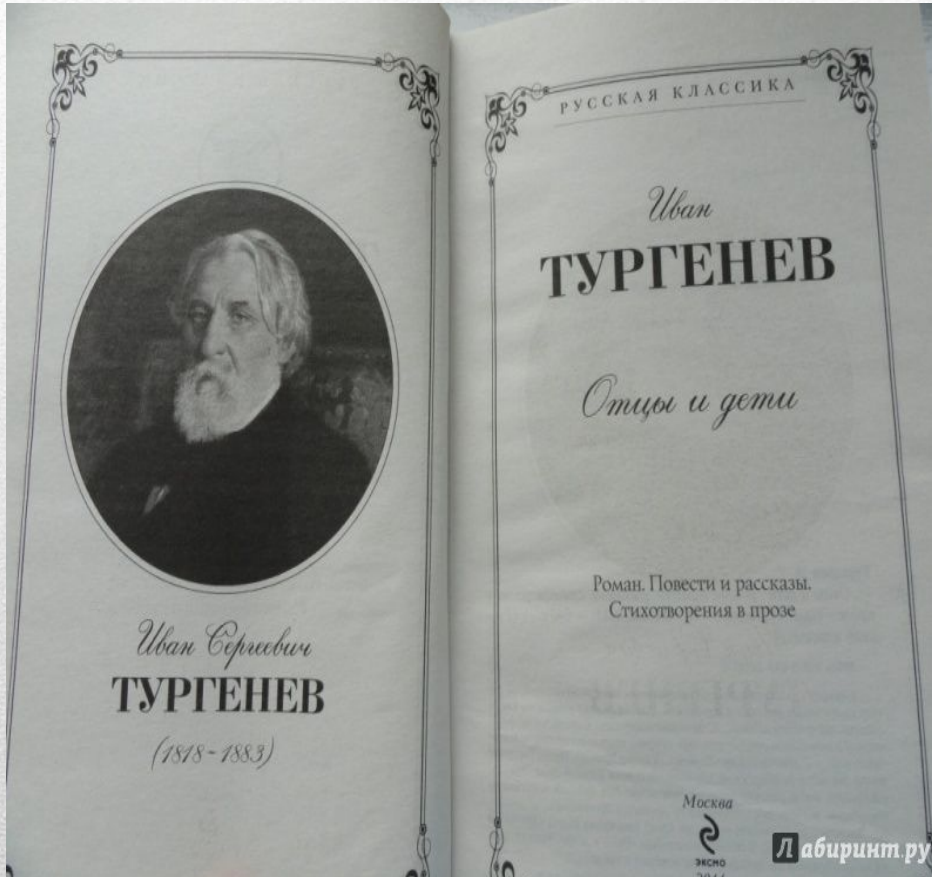 Иван Сергеевич
ТУРГЕНЕВ
(1818-1883)
РУССКАЯ КЛАССИКА
Иван
ТУРГЕНЕВ
Отцы и дети
Роман. Повести и рассказы.
Стихотворения в прозе
Москва
ЭКСМО
Лабиринт.ру